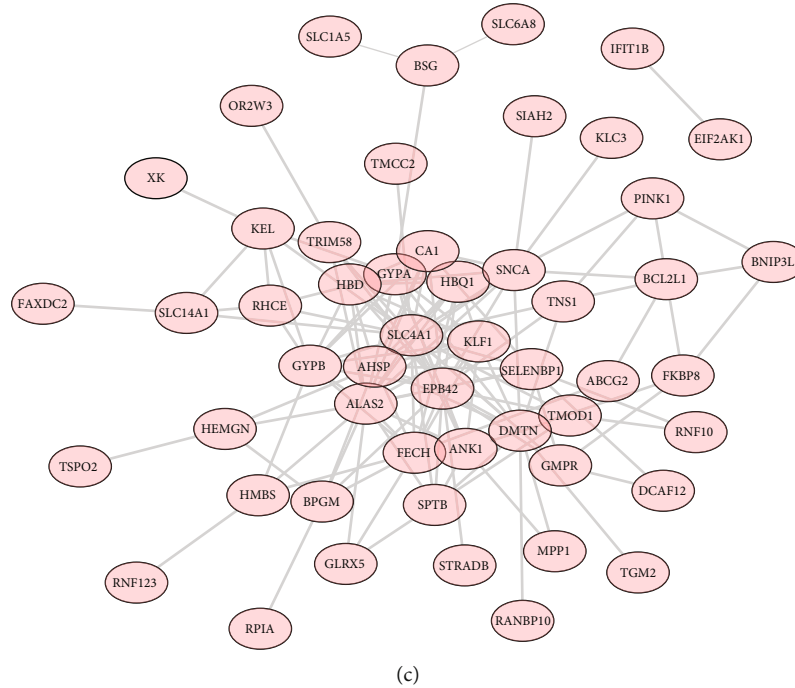 SLC6A8
SLC1A5
IFIT1B
BSG
OR2W3
SIAH2
KLC3
EIF2AK1
TMCC2
XK
PINK1
KEL
TRIM58
CA1
BNIP3L
GYPA
SNCA
HBD
HBQ1
BCL2L1
FAXDC2
SLC14A1
RHCE
TNS1
SLC4A1
KLF1
GYPB
AHSP
SELENBP1
ABCG2
FKBP8
EPB42
ALAS2
TMOD1
HEMGN
DMTN
RNF10
FECH
ANK1
TSPO2
GMPR
HMBS
BPGM
SPTB
DCAF12
MPP1
GLRX5
STRADB
TGM2
RNF123
RANBP10
RPIA
(c)